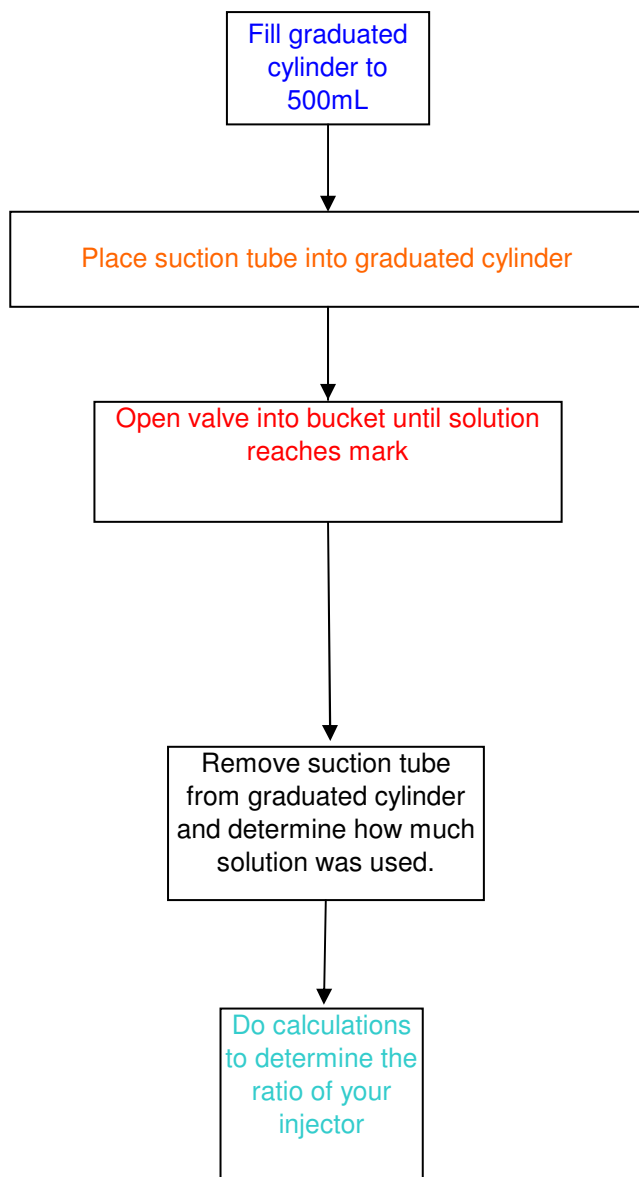 Fill graduated
cylinder to
500mL
Place suction tube into graduated cylinder
Open valve into bucket until solution
reaches mark
Remove suction tube
from graduated cylinder
and determine how much
solution was used.
Do calculations
to determine the
ratio of your
injector